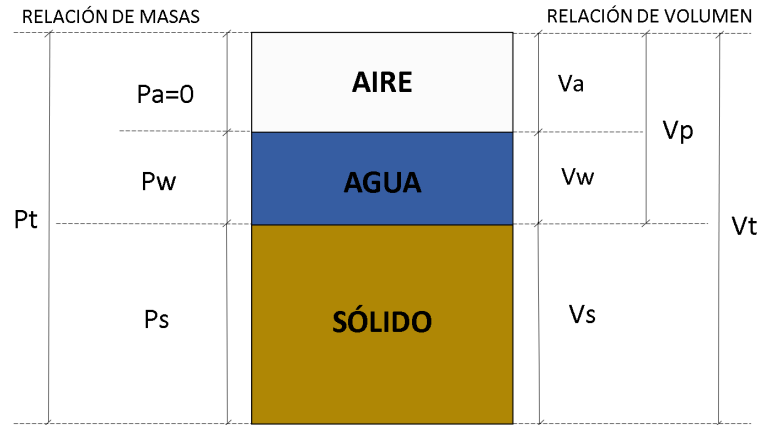 RELACIÓN DE MASAS
RELACIÓN DE VOLUMEN
Pa=0
AIRE
Va
Vp
Pw
AGUA
Vw
Pt
Vt
Ps
SÓLIDO
Vs